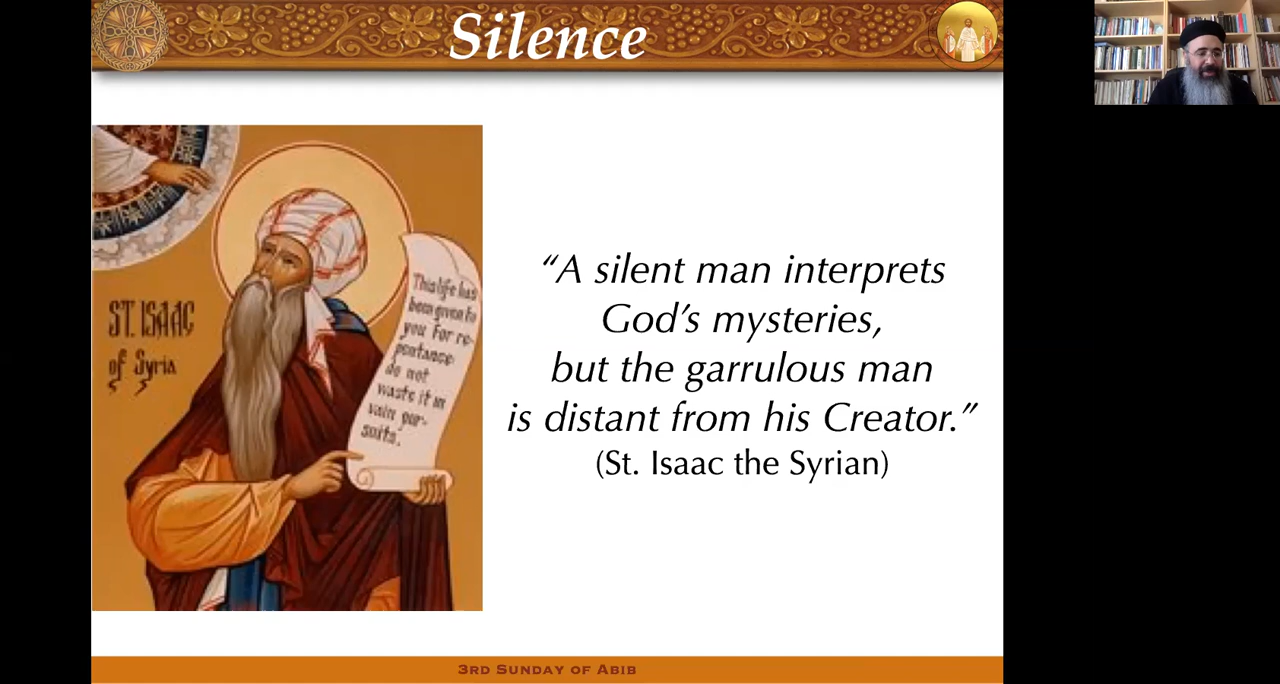 Silence
ST. ISAAC
of Syria
This life has
been given to
you for re-
pentance
do not
waste it in
vain pur-
suits.
“A silent man interprets
God’s mysteries,
but the garrulous man
is distant from his Creator.”
(St. Isaac the Syrian)
3rd Sunday of Abib